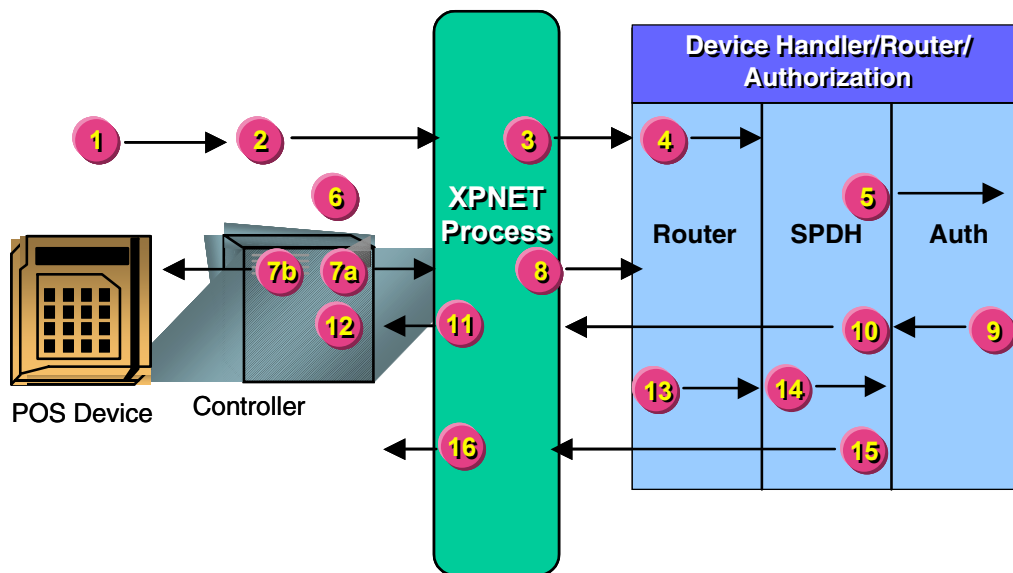 Device Handler/Router/
Authorization
1
2
3
4
6
XPNET
Process
5
Router
SPDH
Auth
7b
7a
8
12
11
10
9
13
14
POS Device
Controller
16
15